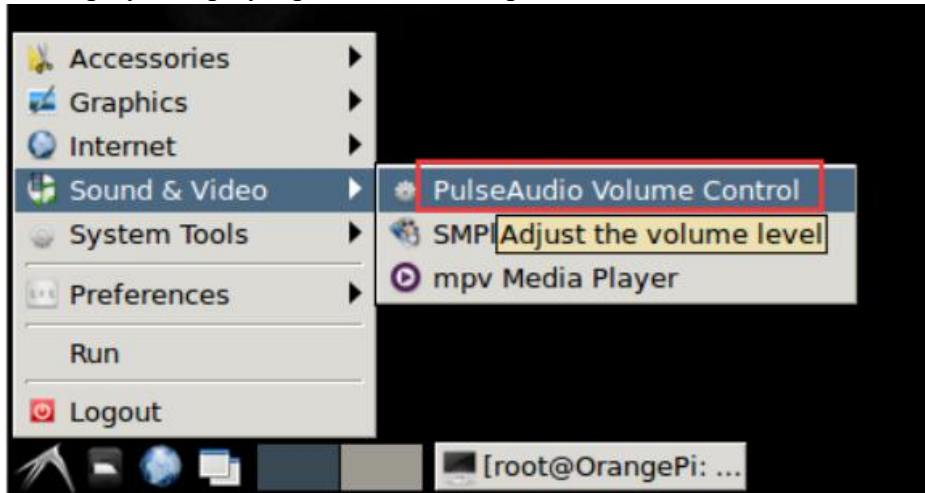 Accessories
Graphics
Internet
Sound & Video
System Tools
Preferences
Run
Logout
PulseAudio Volume Control
SMPl
Adjust the volume level
mpv Media Player
[root@OrangePi: ...